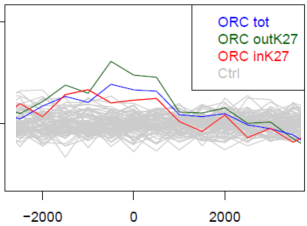 ORC tot
ORC outK27
ORC inK27
Ctrl
−2000 0 2000